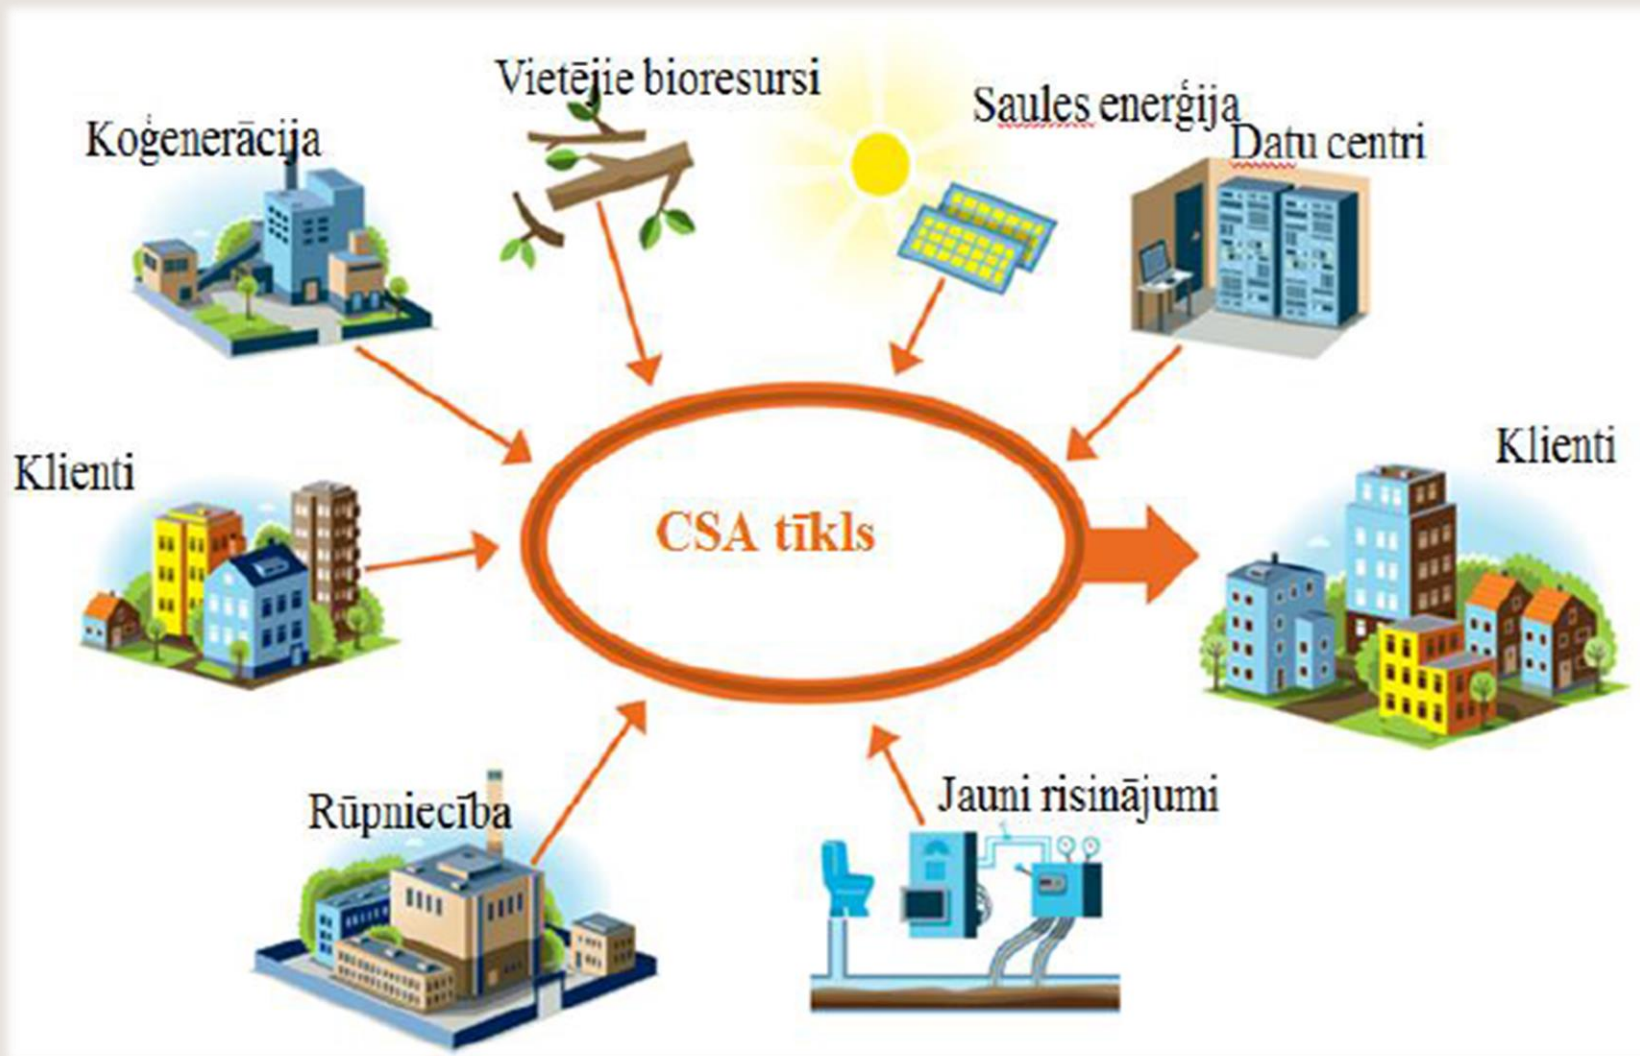 Vietējie bioresursi
Saules enerģija
Koģenerācija
Datu centri
Klienti
Klienti
CSA tīkls
Rūpniecība
Jauni risinājumi